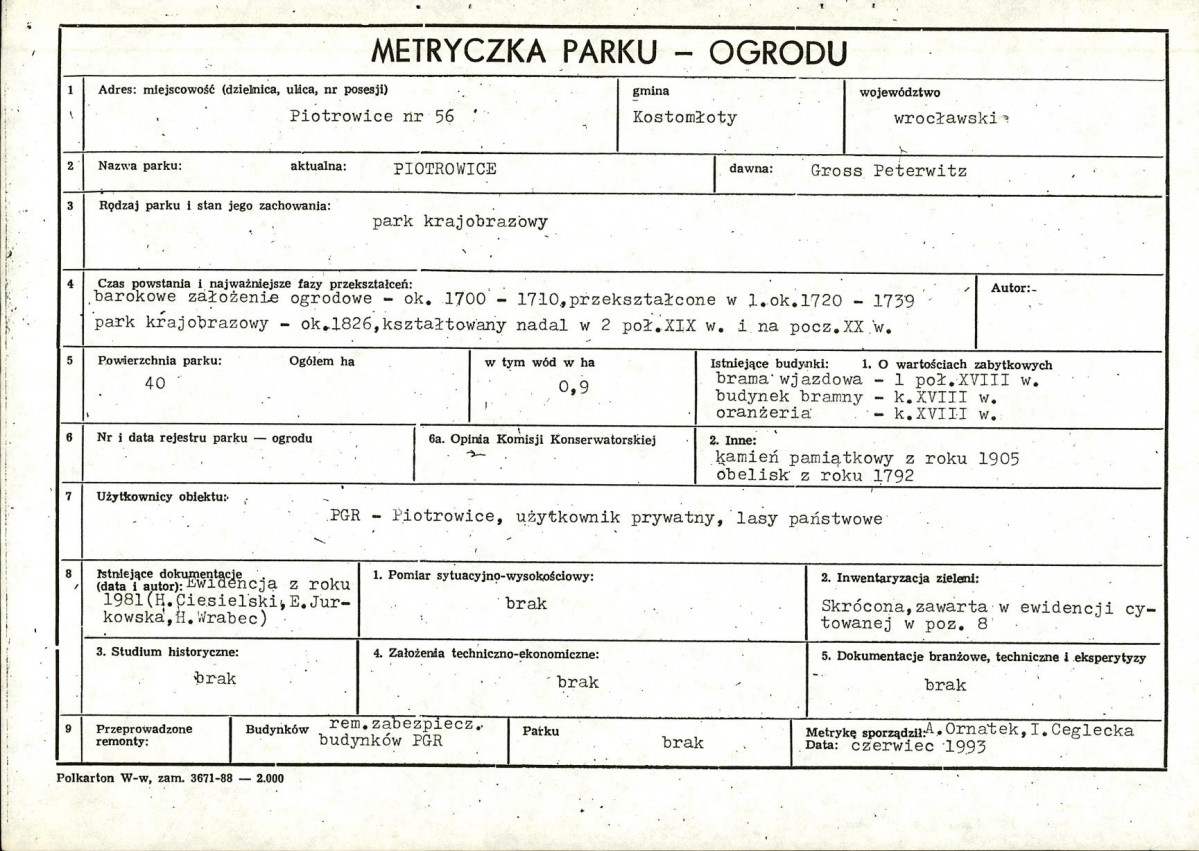 METRYCZKA PARKU – OGRODU
1 Adres: miejscowość (dzielnica, ulica, nr posesji)
Piotrowice nr 56
gmina
Kostomłoty
województwo
wrocławski
2 Nazwa parku: aktualna: PIOTROWICE
dawna: Gross Peterwitz
3 Rodzaj parku i stan jego zachowania:
park krajobrazowy
4 Czas powstania i najważniejsze fazy przekształceń:
barokowe założenie ogrodowe – ok. 1700 – 1710,przekształcone w l.ok.1720 – 1739
park krajobrazowy – ok.1826,kształtowany nadal w 2 poł.XIX w. i na pocz.XX w.
Autor:
5 Powierzchnia parku: Ogółem ha
40
w tym wód w ha
0,9
Istniejące budynki: 1. O wartościach zabytkowych
brama wjazdowa – 1 poł.XVIII w.
budynek bramny – k.XVIII w.
oranżeria – k.XVIII w.
6 Nr i data rejestru parku — ogrodu
6a. Opinia Komisji Konserwatorskiej
2. Inne:
kamień pamiątkowy z roku 1905
obelisk z roku 1792
7 Użytkownicy obiektu:
PGR – Piotrowice, użytkownik prywatny, lasy państwowe
8 Istniejące dokumentacje
(data i autor): Ewidencja z roku
1981(H.Ciesielski,E.Jur-
kowska,H.Wrabec)
1. Pomiar sytuacyjno-wysokościowy:
brak
2. Inwentaryzacja zieleni:
Skrócona,zawarta w ewidencji cy-
towanej w poz. 8
3. Studium historyczne:
brak
4. Założenia techniczno-ekonomiczne:
brak
5. Dokumentacje branżowe, techniczne i eksperytyzy
brak
9 Przeprowadzone
remonty:
Budynków rem.zabezpiecz.
budynków PGR
Parku
brak
Metrykę sporządził: A.Ornatek,I.Ceglecka
Data: czerwiec 1993
Polkarton W-w, zam. 3671-88 — 2.000